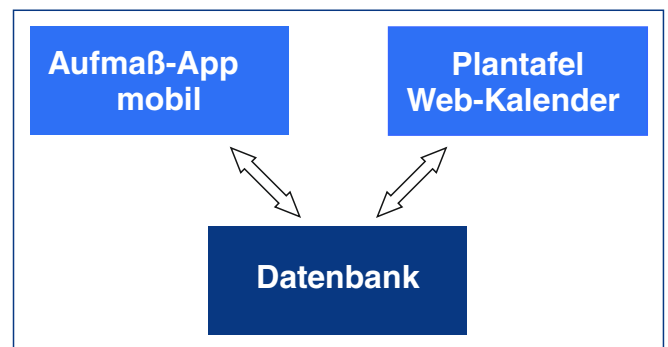 Aufmaß-App
mobil
Plantafel
Web-Kalender
Datenbank